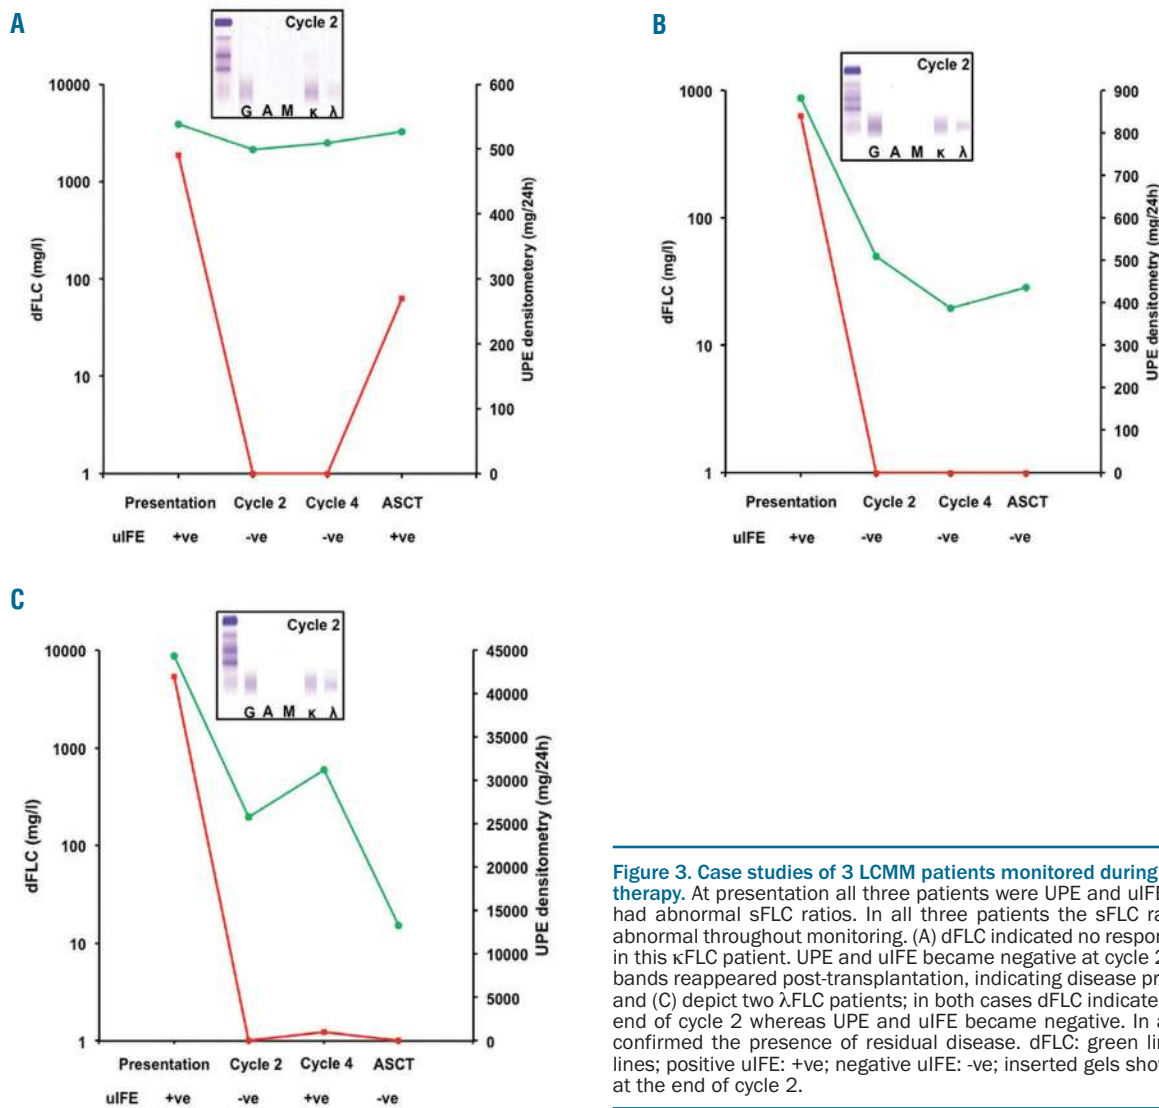 A
Cycle 2
G A M κ λ
10000
1000
100
10
1
dFLC (mg/l)
600
500
400
300
200
100
0
UPE densitometery (mg/24h)
Presentation Cycle 2 Cycle 4 ASCT
uIFE +ve -ve -ve +ve
B
Cycle 2
G A M κ λ
1000
100
10
1
dFLC (mg/l)
900
800
700
600
500
400
300
200
100
0
UPE densitometry (mg/24h)
Presentation Cycle 2 Cycle 4 ASCT
uIFE +ve -ve -ve -ve
C
Cycle 2
G A M κ λ
10000
1000
100
10
1
dFLC (mg/l)
45000
40000
35000
30000
25000
20000
15000
10000
5000
0
UPE densitometry (mg/24h)
Presentation Cycle 2 Cycle 4 ASCT
uIFE +ve -ve +ve -ve
Figure 3. Case studies of 3 LCMM patients monitored during
therapy. At presentation all three patients were UPE and uIFE
had abnormal sFLC ratios. In all three patients the sFLC ra
abnormal throughout monitoring. (A) dFLC indicated no respon
in this κFLC patient. UPE and uIFE became negative at cycle 2
bands reappeared post-transplantation, indicating disease pr
and (C) depict two λFLC patients; in both cases dFLC indicate
end of cycle 2 whereas UPE and uIFE became negative. In a
confirmed the presence of residual disease. dFLC: green lin
lines; positive uIFE: +ve; negative uIFE: -ve; inserted gels show
at the end of cycle 2.